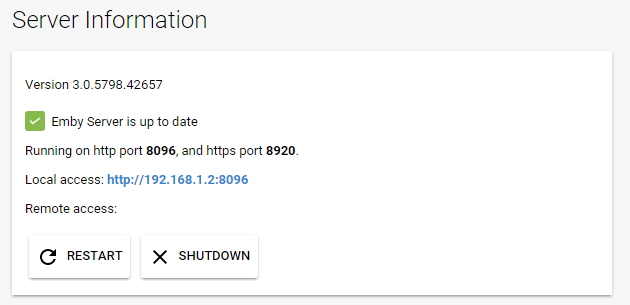 Server Information
Version 3.0.5798.42657
Emby Server is up to date
Running on http port 8096, and https port 8920.
Local access: http://192.168.1.2:8096
Remote access:
RESTART SHUTDOWN